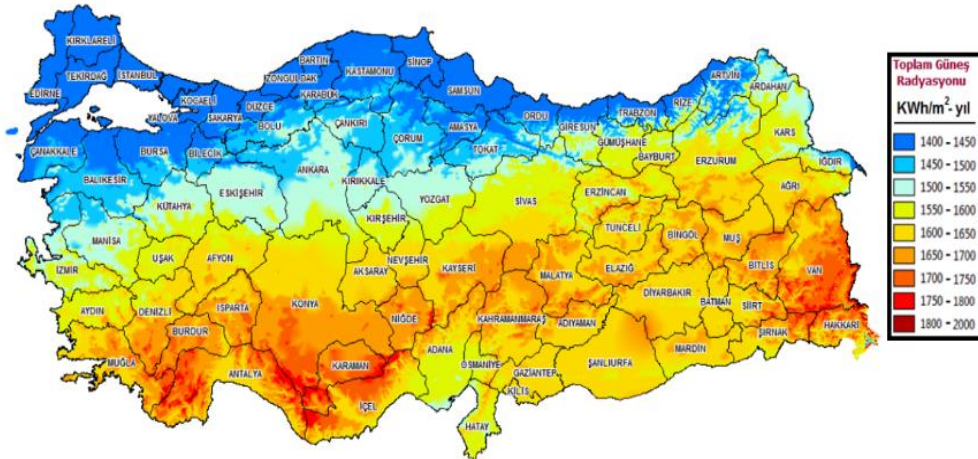 KIRKLARELİ
TEKİRDAĞ
İSTANBUL
EDİRNE
KOCAELİ
YALOVA
SAKARYA
DÜZCE
ZONGULDAK
BARTIN
KARABÜK
KASTAMONU
SİNOP
SAMSUN
ORDU
GİRESUN
TRABZON
RİZE
ARTVİN
ARDAHAN
ÇANAKKALE
BURSA
BİLECİK
BOLU
ÇANKIRI
ÇORUM
AMASYA
TOKAT
GÜMÜŞHANE
BAYBURT
ERZURUM
KARS
IĞDIR
BALIKESİR
KÜTAHYA
ESKİŞEHİR
ANKARA
KIRIKKALE
YOZGAT
SİVAS
ERZİNCAN
AĞRI
MANİSA
UŞAK
AFYON
KIRŞEHİR
NEVŞEHİR
AKSARAY
KAYSERİ
MALATYA
TUNCELİ
ELAZIĞ
BİNGÖL
MUŞ
BİTLİS
VAN
İZMİR
AYDIN
DENİZLİ
ISPARTA
BURDUR
KONYA
NİĞDE
KAHRAMANMARAŞ
ADIYAMAN
DİYARBAKIR
BATMAN
SİİRT
ŞIRNAK
HAKKARİ
MUĞLA
ANTALYA
KARAMAN
İÇEL
ADANA
OSMANİYE
GAZİANTEP
KİLİS
ŞANLIURFA
MARDİN
HATAY
Toplam Güneş
Radyasyonu
KWh/m²-yıl
1400 - 1450
1450 - 1500
1500 - 1550
1550 - 1600
1600 - 1650
1650 - 1700
1700 - 1750
1750 - 1800
1800 - 2000